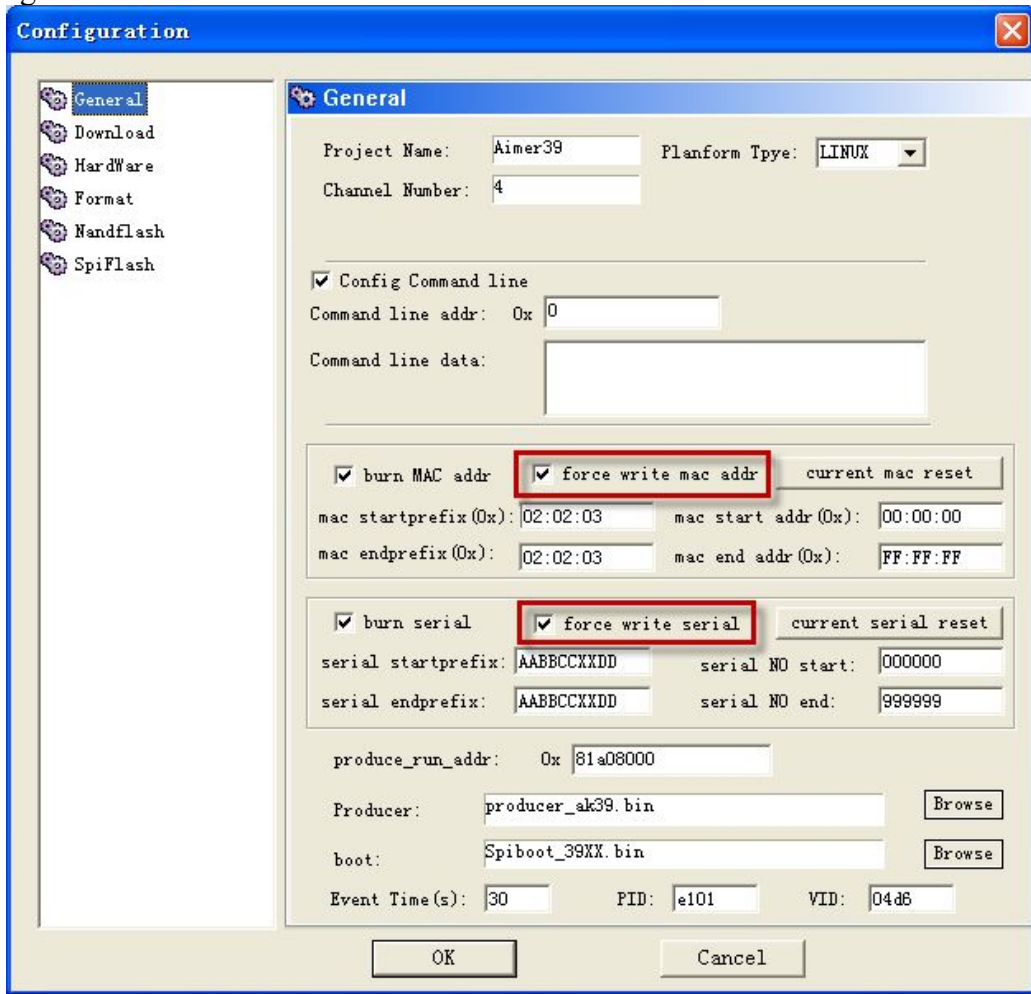 Configuration
General
Download
HardWare
Format
Nandflash
SpiFlash
General
Project Name: Aimer39 Planform Tpye: LINUX
Channel Number: 4
Config Command line
Command line addr: 0x 0
Command line data:
burn MAC addr force write mac addr current mac reset
mac startprefix(0x): 02:02:03 mac start addr(0x): 00:00:00
mac endprefix(0x): 02:02:03 mac end addr(0x): FF:FF:FF
burn serial force write serial current serial reset
serial startprefix: AABBCCXXDD serial NO start: 000000
serial endprefix: AABBCCXXDD serial NO end: 999999
produce_run_addr: 0x 81a08000
Producer: producer_ak39.bin Browse
boot: Spiboot_39XX.bin Browse
Event Time(s): 30 PID: e101 VID: 04d6
OK Cancel